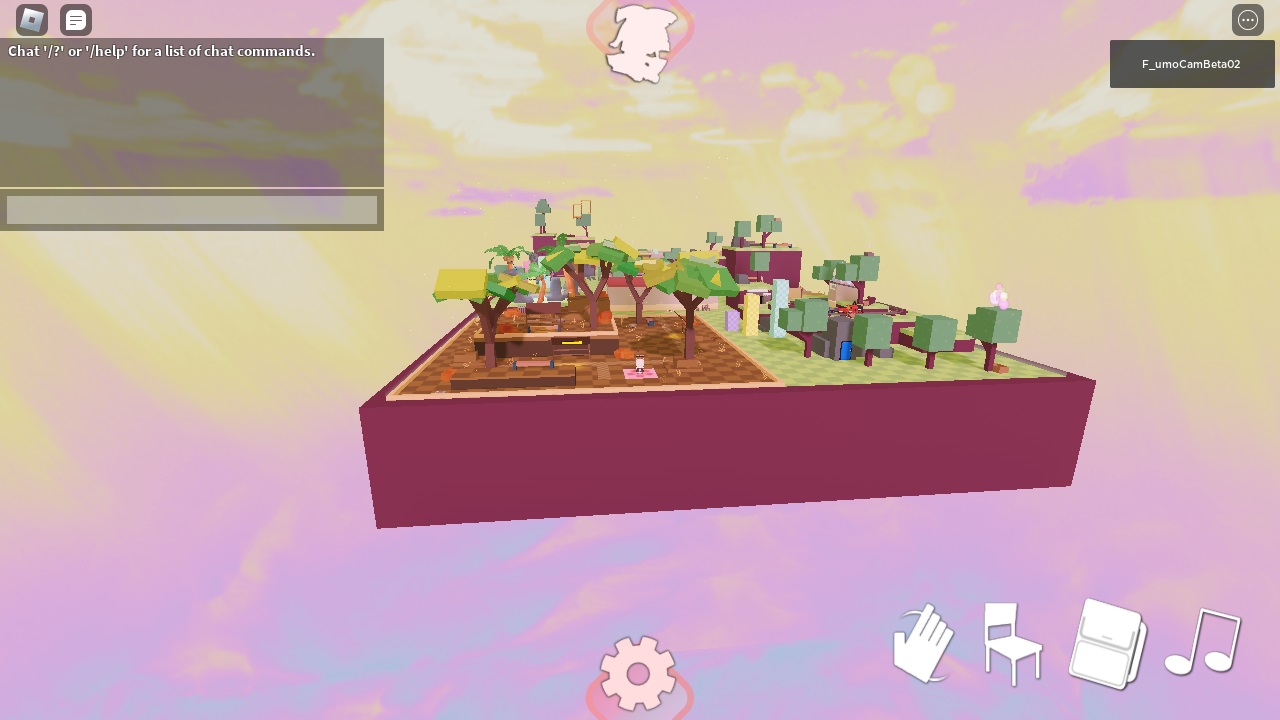 Chat '/?' or '/help' for a list of chat commands.
F_umoCamBeta02